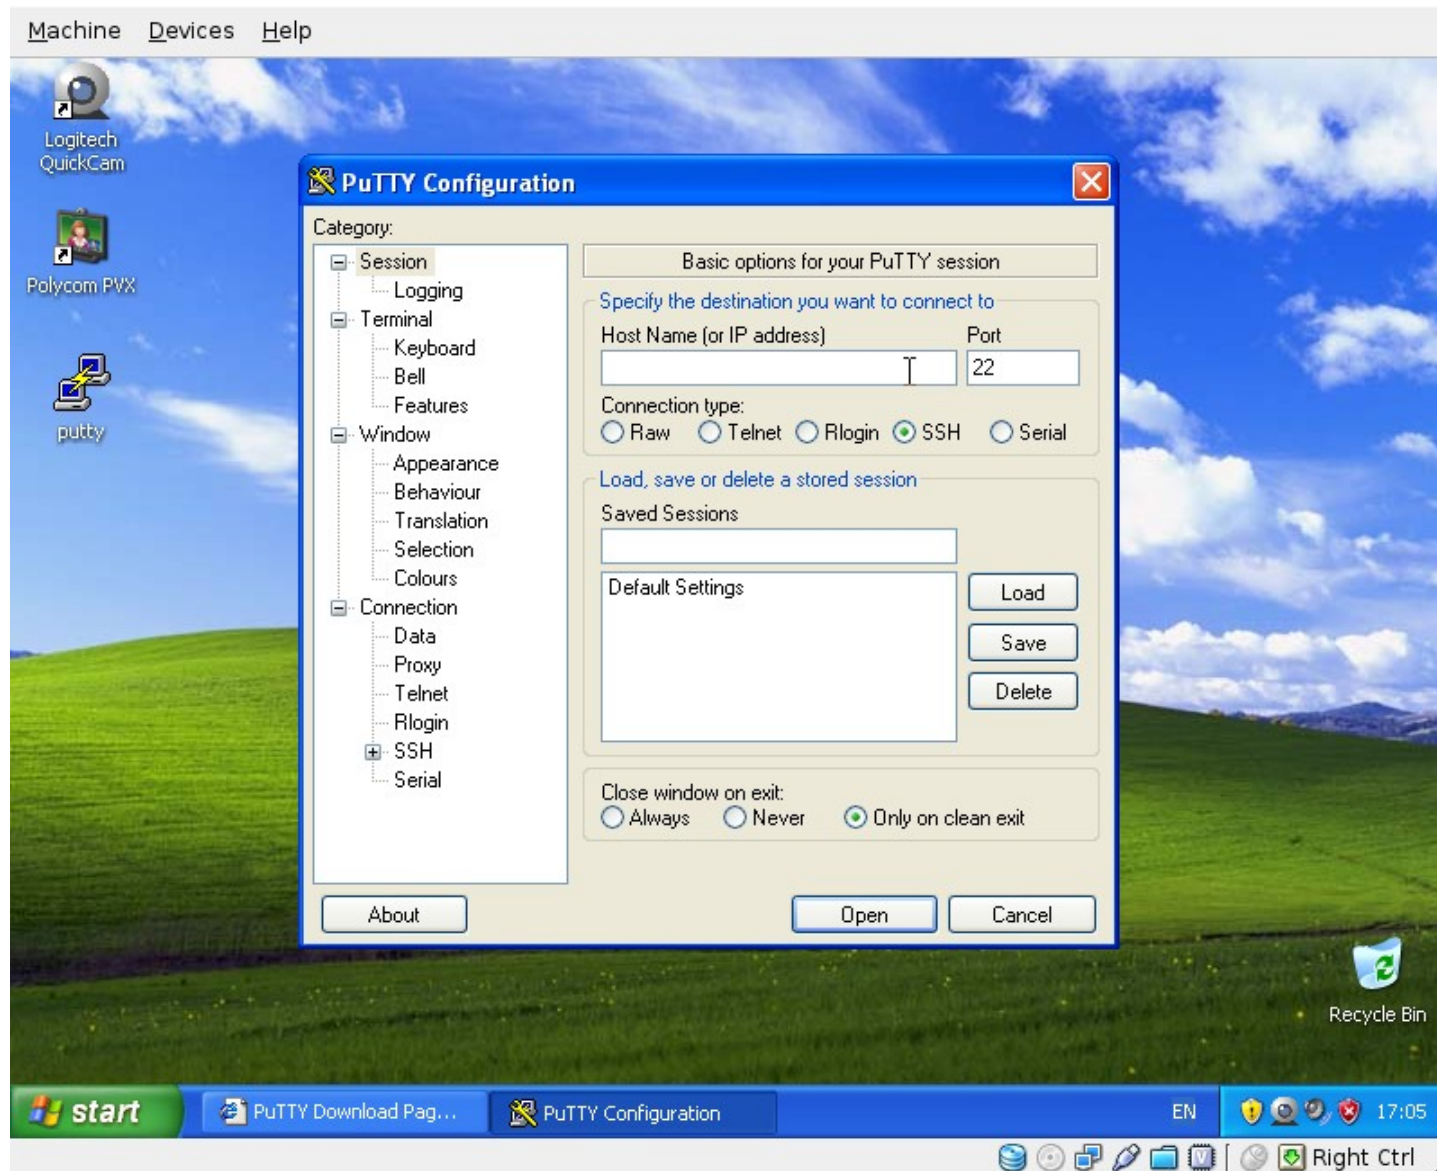 Machine Devices Help
Logitech
QuickCam
Polycom PVX
putty
PuTTY Configuration
Category:
Session
Logging
Terminal
Keyboard
Bell
Features
Window
Appearance
Behaviour
Translation
Selection
Colours
Connection
Data
Proxy
Telnet
Rlogin
SSH
Serial
Basic options for your PuTTY session
Specify the destination you want to connect to
Host Name (or IP address) Port
22
Connection type:
Raw Telnet Rlogin SSH Serial
Load, save or delete a stored session
Saved Sessions
Default Settings
Load
Save
Delete
Close window on exit:
Always Never Only on clean exit
About Open Cancel
Recycle Bin
start PuTTY Download Pag... PuTTY Configuration EN 17:05
Right Ctrl